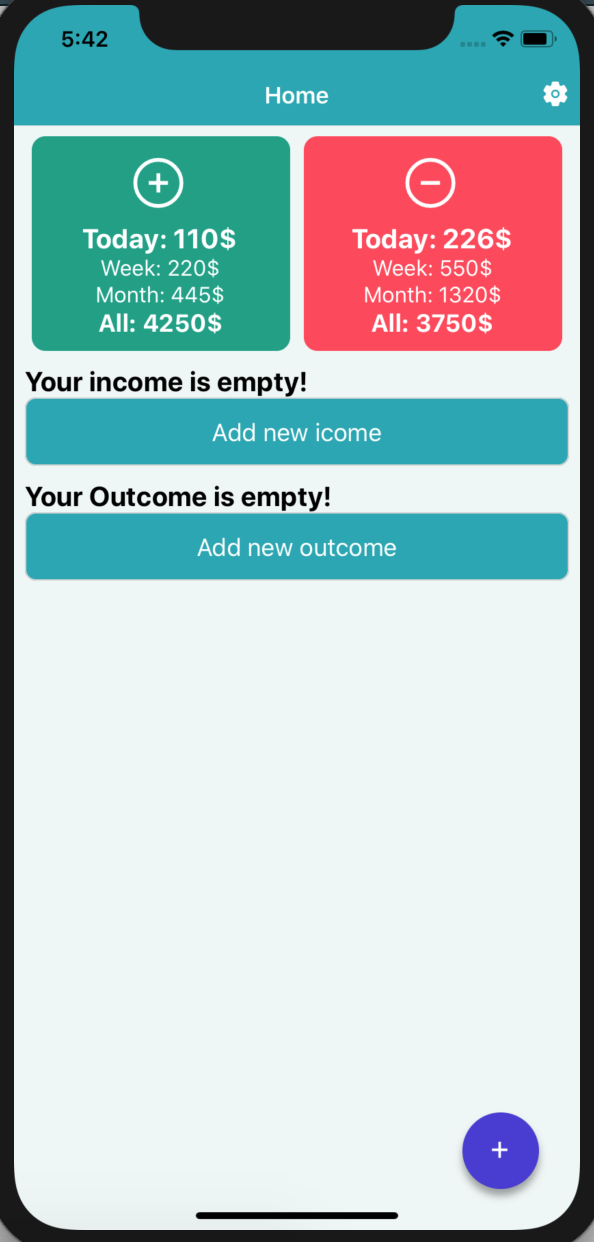 5:42
Home
Today: 110$
Week: 220$
Month: 445$
All: 4250$
Today: 226$
Week: 550$
Month: 1320$
All: 3750$
Your income is empty!
Add new icome
Your Outcome is empty!
Add new outcome
+